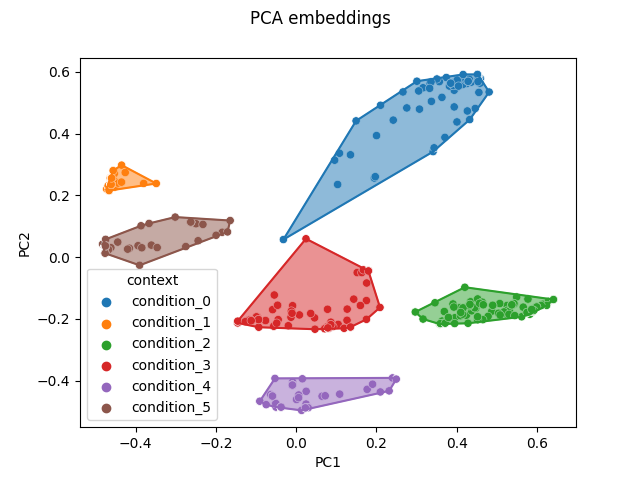 PCA embeddings
0.6
0.4
0.2
0.0
−0.2
−0.4
PC2
context
condition_0
condition_1
condition_2
condition_3
condition_4
condition_5
−0.4
−0.2
0.0
0.2
0.4
0.6
PC1